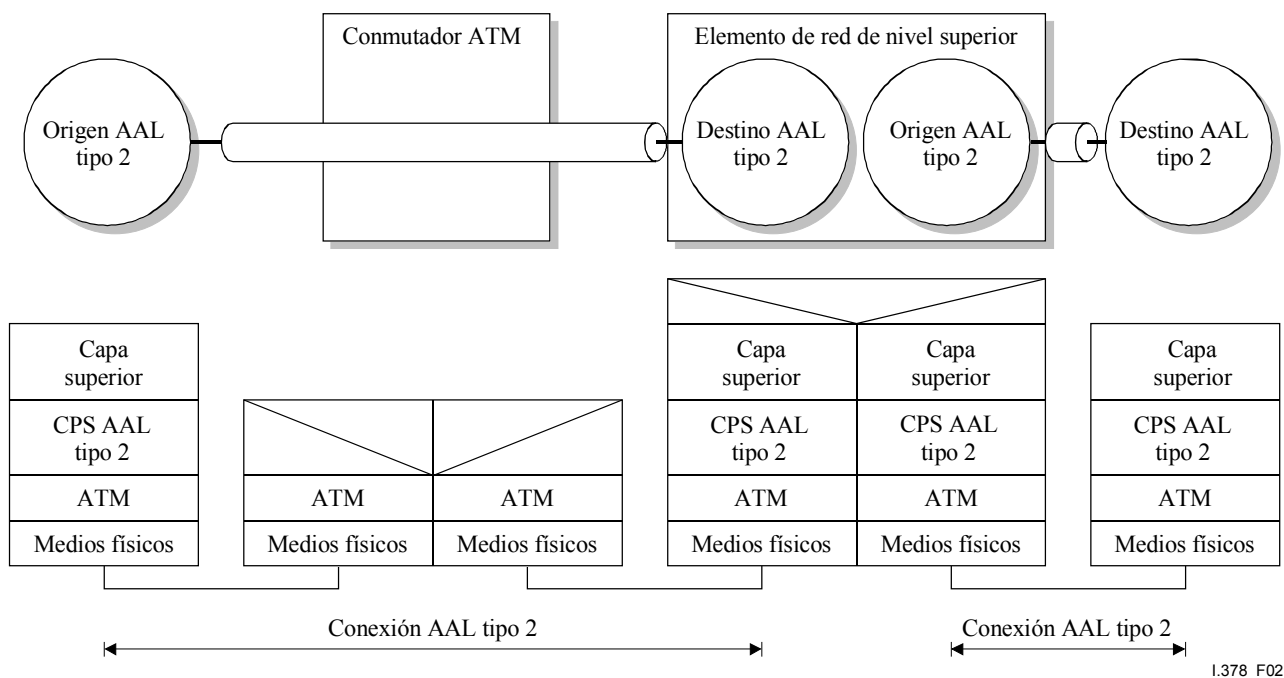 Conmutador ATM
Elemento de red de nivel superior
Origen AAL
tipo 2
Destino AAL
tipo 2
Origen AAL
tipo 2
Destino AAL
tipo 2
Capa
superior
CPS AAL
tipo 2
ATM
Medios físicos
ATM
Medios físicos
ATM
Medios físicos
Capa
superior
CPS AAL
tipo 2
ATM
Medios físicos
Capa
superior
CPS AAL
tipo 2
ATM
Medios físicos
Capa
superior
CPS AAL
tipo 2
ATM
Medios físicos
Conexión AAL tipo 2
Conexión AAL tipo 2
I.378_F02